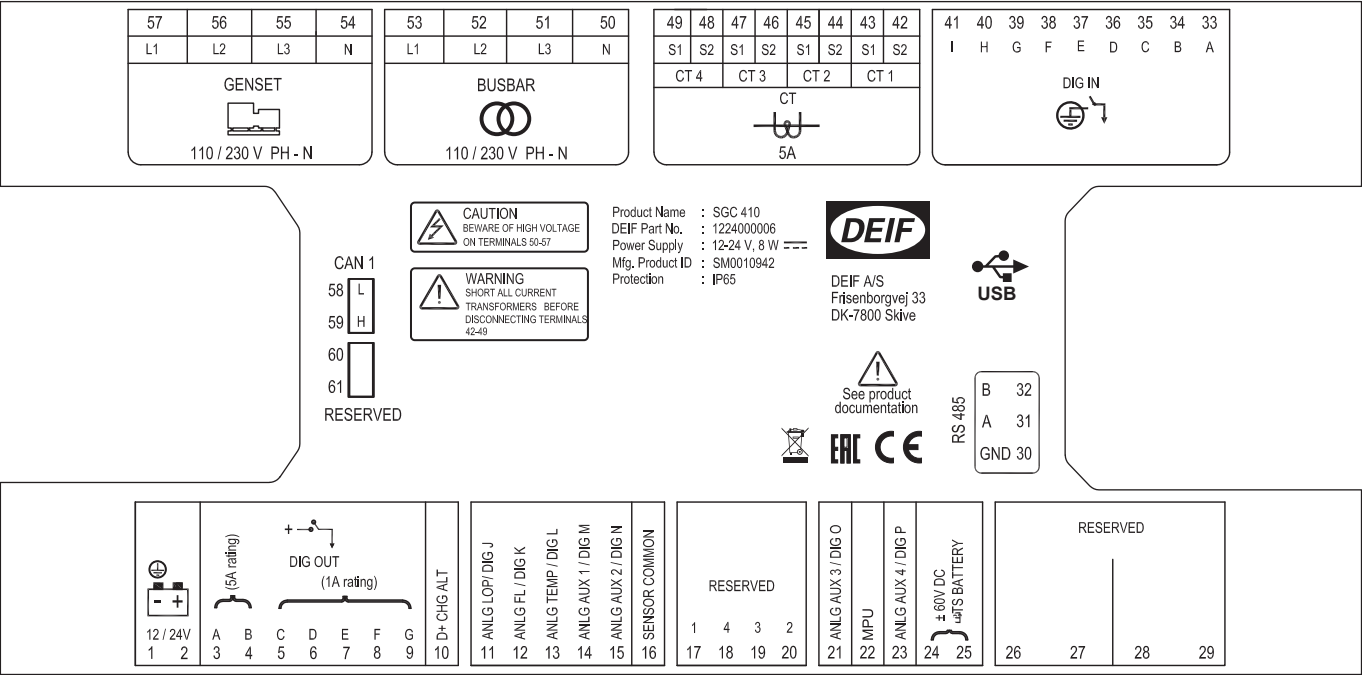 57 56 55 54
L1 L2 L3 N
GENSET
110 / 230 V PH - N
53 52 51 50
L1 L2 L3 N
BUSBAR
110 / 230 V PH - N
49 48 47 46 45 44 43 42
S1 S2 S1 S2 S1 S2 S1 S2
CT 4 CT 3 CT 2 CT 1
CT
5A
41 40 39 38 37 36 35 34 33
I H G F E D C B A
DIG IN
CAN 1
58 L
59 H
60
61
RESERVED
CAUTION
BEWARE OF HIGH VOLTAGE
ON TERMINALS 50-57
WARNING
SHORT ALL CURRENT
TRANSFORMERS BEFORE
DISCONNECTING TERMINALS
42-49
Product Name : SGC 410
DEIF Part No. : 1224000006
Power Supply : 12-24 V, 8 W
Mfg. Product ID : SM0010942
Protection : IP65
DEIF
DEIF A/S
Frisenborgvej 33
DK-7800 Skive
USB
See product
documentation
EAC CE
RS 485
B 32
A 31
GND 30
- +
12 / 24V
1 2
(5A rating)
+
DIG OUT
(1A rating)
A B C D E F G
3 4 5 6 7 8 9
D+ CHG ALT
10
ANLG LOP/ DIG J
11
ANLG FL / DIG K
12
ANLG TEMP / DIG L
13
ANLG AUX 1 / DIG M
14
ANLG AUX 2 / DIG N
15
SENSOR COMMON
16
RESERVED
1 4 3 2
17 18 19 20
ANLG AUX 3 / DIG O
21
MPU
22
ANLG AUX 4 / DIG P
23
± 60V DC
TS BATTERY
24 25
RESERVED
26 27 28 29